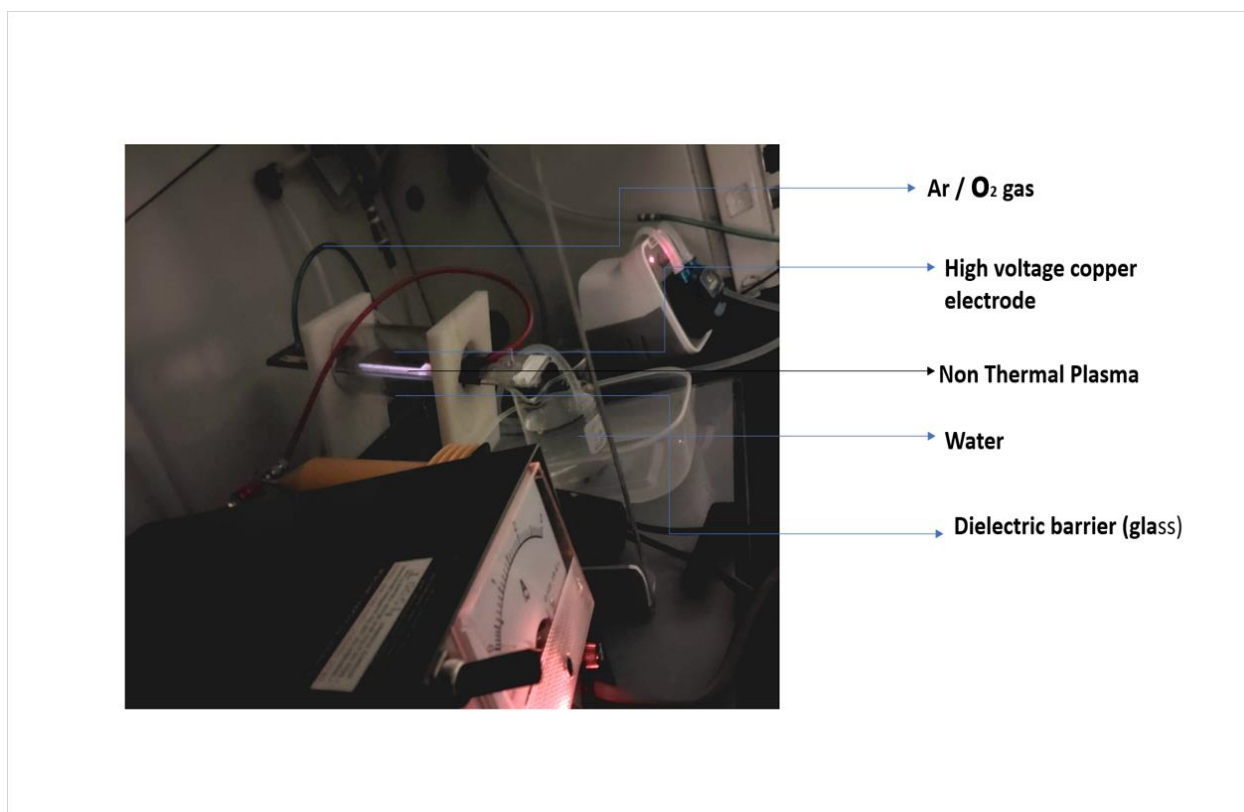 Ar / O₂ gas
High voltage copper
electrode
Non Thermal Plasma
Water
Dielectric barrier (glass)